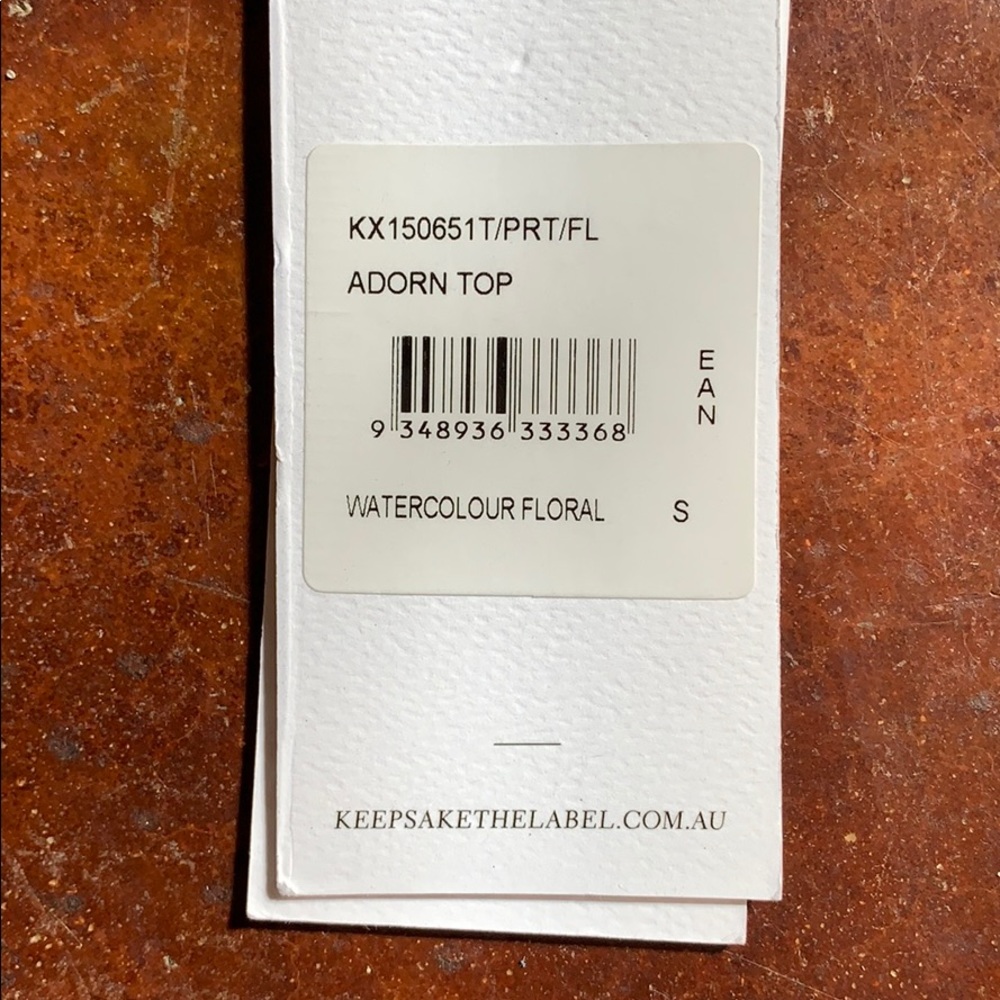 KX150651T/PRT/FL
ADORN TOP
EAN
9 348936 333368
WATERCOLOUR FLORAL S
KEEPSAKETHELABEL.COM.AU